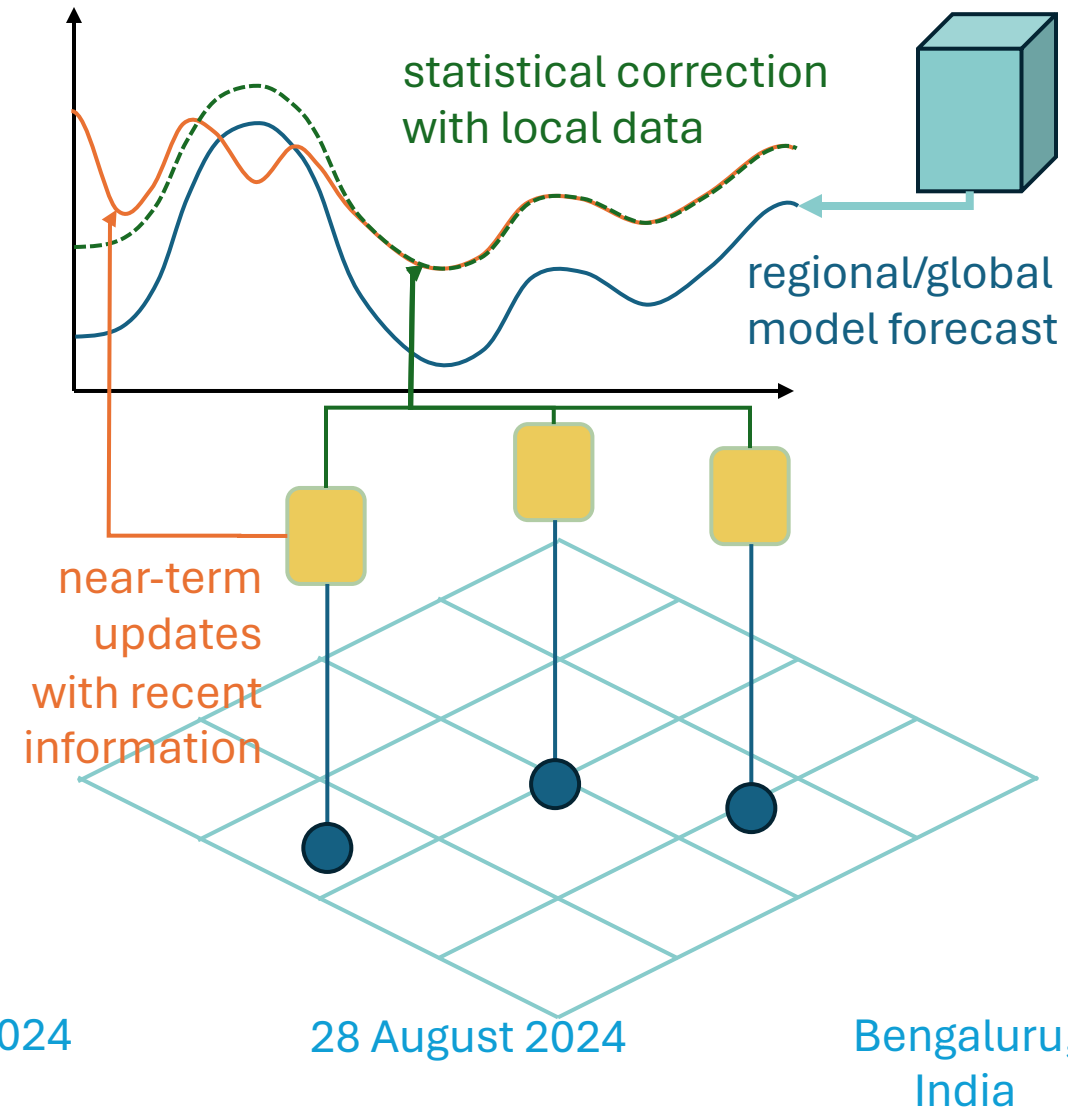 statistical correction
with local data
regional/global
model forecast
near-term
updates
with recent
information
024
28 August 2024
Bengaluru,
India